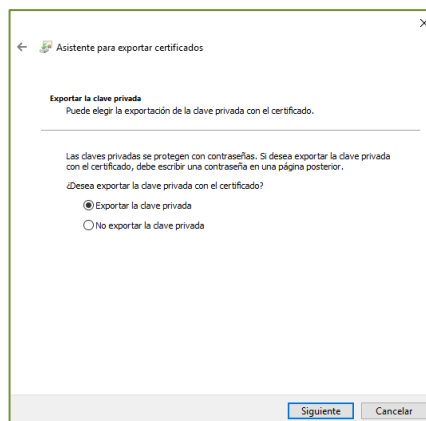 Asistente para exportar certificados
Exportar la clave privada
Puede elegir la exportación de la clave privada con el certificado.
Las claves privadas se protegen con contraseñas. Si desea exportar la clave privada
con el certificado, debe escribir una contraseña en una página posterior.
¿Desea exportar la clave privada con el certificado?
Exportar la clave privada
No exportar la clave privada
Siguiente Cancelar